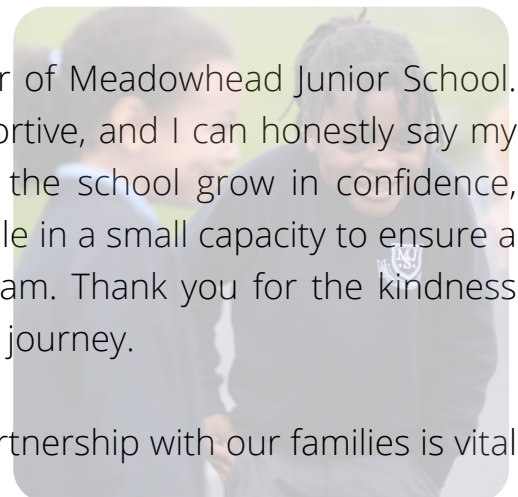 r of Meadowhead Junior School.
ortive, and I can honestly say my
the school grow in confidence,
le in a small capacity to ensure a
am. Thank you for the kindness
journey.
rtnership with our families is vital